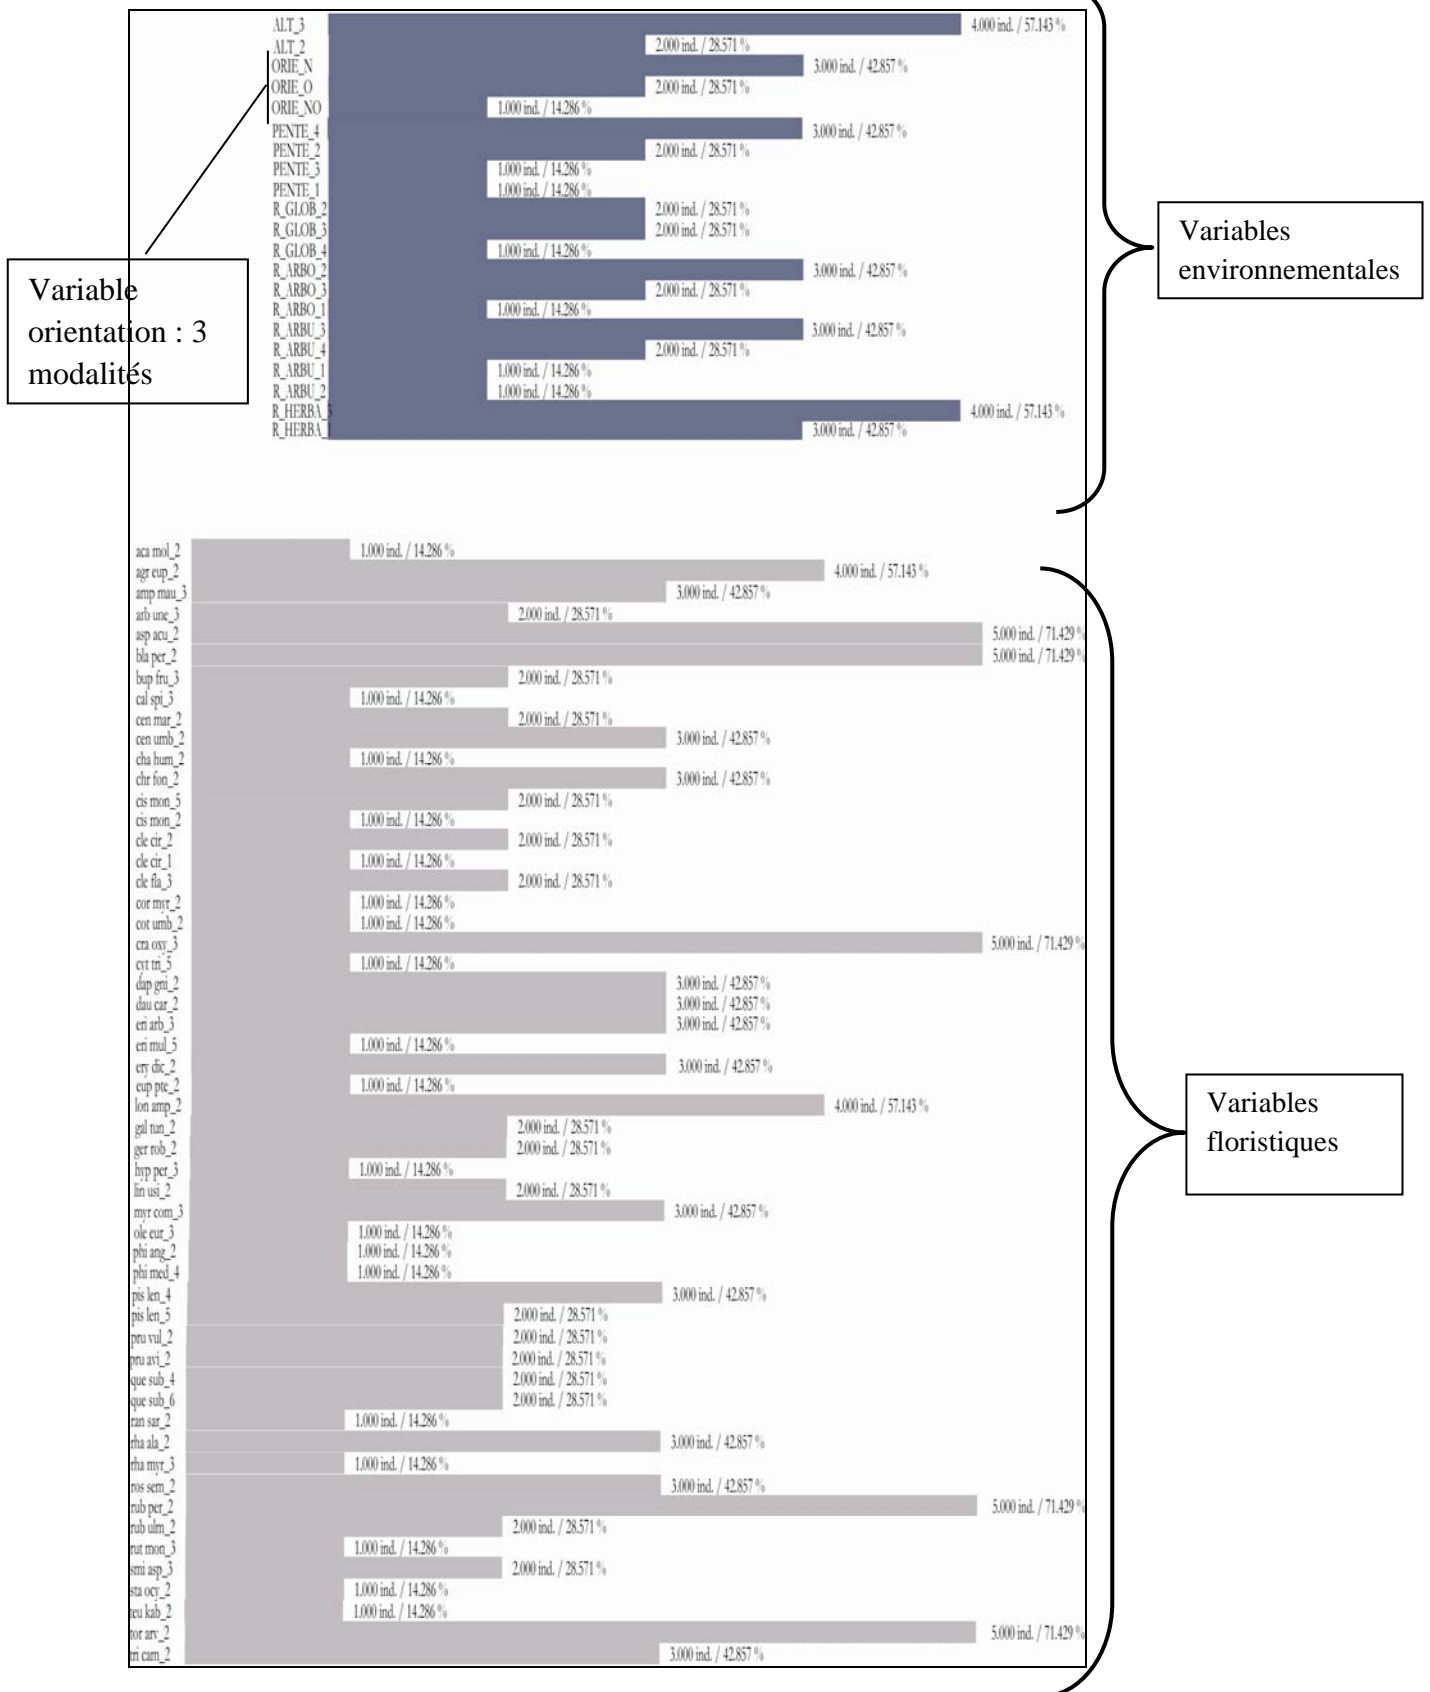 ALT_3 4.000 ind. / 57.143 %
ALT_2 2.000 ind. / 28.571 %
ORIE_N 3.000 ind. / 42.857 %
ORIE_O 2.000 ind. / 28.571 %
ORIE_NO 1.000 ind. / 14.286 %
PENTE_4 3.000 ind. / 42.857 %
PENTE_2 2.000 ind. / 28.571 %
PENTE_3 1.000 ind. / 14.286 %
PENTE_1 1.000 ind. / 14.286 %
R_GLOB_2 2.000 ind. / 28.571 %
R_GLOB_3 2.000 ind. / 28.571 %
R_GLOB_4 1.000 ind. / 14.286 %
R_ARBO_2 3.000 ind. / 42.857 %
R_ARBO_3 2.000 ind. / 28.571 %
R_ARBO_1 1.000 ind. / 14.286 %
R_ARBU_3 3.000 ind. / 42.857 %
R_ARBU_4 2.000 ind. / 28.571 %
R_ARBU_1 1.000 ind. / 14.286 %
R_ARBU_2 1.000 ind. / 14.286 %
R_HERBA_3 4.000 ind. / 57.143 %
R_HERBA_1 3.000 ind. / 42.857 %
Variable
orientation : 3
modalités
Variables
environnementales
aca mol_2 1.000 ind. / 14.286 %
agr eup_2 4.000 ind. / 57.143 %
amp mau_3 3.000 ind. / 42.857 %
arb une_3 2.000 ind. / 28.571 %
asp acu_2 5.000 ind. / 71.429 %
bla per_2 5.000 ind. / 71.429 %
bup fru_3 2.000 ind. / 28.571 %
cal spi_3 1.000 ind. / 14.286 %
cen mar_2 2.000 ind. / 28.571 %
cen umb_2 3.000 ind. / 42.857 %
cha hum_2 1.000 ind. / 14.286 %
chr fon_2 3.000 ind. / 42.857 %
cis mon_5 2.000 ind. / 28.571 %
cis mon_2 1.000 ind. / 14.286 %
cle cir_2 2.000 ind. / 28.571 %
cle cir_1 1.000 ind. / 14.286 %
cle fla_3 2.000 ind. / 28.571 %
cor myr_2 1.000 ind. / 14.286 %
cot umb_2 1.000 ind. / 14.286 %
cra oxy_3 5.000 ind. / 71.429 %
cyt tri_5 1.000 ind. / 14.286 %
dap gni_2 3.000 ind. / 42.857 %
dau car_2 3.000 ind. / 42.857 %
eri arb_3 3.000 ind. / 42.857 %
eri mul_5 1.000 ind. / 14.286 %
ery dic_2 3.000 ind. / 42.857 %
eup pte_2 1.000 ind. / 14.286 %
lon amp_2 4.000 ind. / 57.143 %
gal tun_2 2.000 ind. / 28.571 %
ger rob_2 2.000 ind. / 28.571 %
hyp per_3 1.000 ind. / 14.286 %
lin usi_2 2.000 ind. / 28.571 %
myr com_3 3.000 ind. / 42.857 %
ole eur_3 1.000 ind. / 14.286 %
phi ang_2 1.000 ind. / 14.286 %
phi med_4 1.000 ind. / 14.286 %
pis len_4 3.000 ind. / 42.857 %
pis len_5 2.000 ind. / 28.571 %
pru vul_2 2.000 ind. / 28.571 %
pru avi_2 2.000 ind. / 28.571 %
que sub_4 2.000 ind. / 28.571 %
que sub_6 2.000 ind. / 28.571 %
ran sar_2 1.000 ind. / 14.286 %
rha ala_2 3.000 ind. / 42.857 %
rha myr_3 1.000 ind. / 14.286 %
ros sem_2 3.000 ind. / 42.857 %
rub per_2 5.000 ind. / 71.429 %
rub ulm_2 2.000 ind. / 28.571 %
rut mon_3 1.000 ind. / 14.286 %
smi asp_3 2.000 ind. / 28.571 %
sta ocy_2 1.000 ind. / 14.286 %
teu kab_2 1.000 ind. / 14.286 %
tor arv_2 5.000 ind. / 71.429 %
tri cam_2 3.000 ind. / 42.857 %
Variables
floristiques